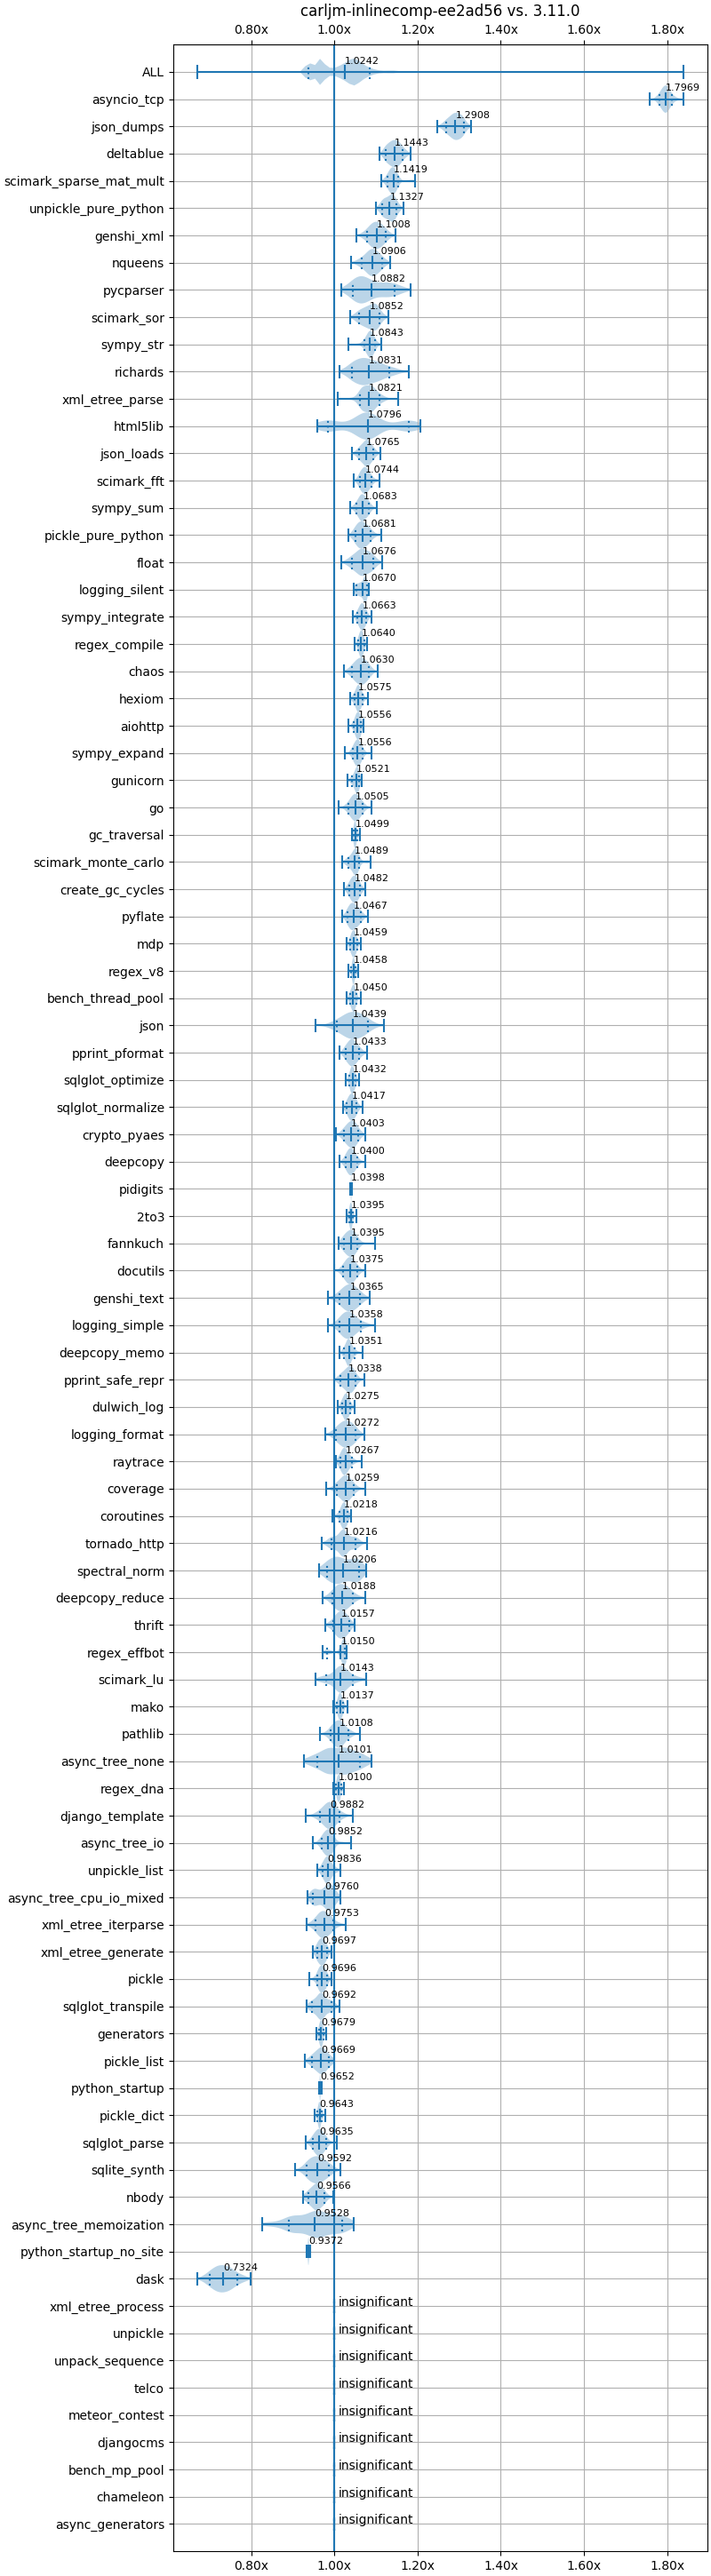 carljm-inlinecomp-ee2ad56 vs. 3.11.0
0.80x 1.00x 1.20x 1.40x 1.60x 1.80x
ALL 1.0242
asyncio_tcp 1.7969
json_dumps 1.2908
deltablue 1.1443
scimark_sparse_mat_mult 1.1419
unpickle_pure_python 1.1327
genshi_xml 1.1008
nqueens 1.0906
pycparser 1.0882
scimark_sor 1.0852
sympy_str 1.0843
richards 1.0831
xml_etree_parse 1.0821
html5lib 1.0796
json_loads 1.0765
scimark_fft 1.0744
sympy_sum 1.0683
pickle_pure_python 1.0681
float 1.0676
logging_silent 1.0670
sympy_integrate 1.0663
regex_compile 1.0640
chaos 1.0630
hexiom 1.0575
aiohttp 1.0556
sympy_expand 1.0556
gunicorn 1.0521
go 1.0505
gc_traversal 1.0499
scimark_monte_carlo 1.0489
create_gc_cycles 1.0482
pyflate 1.0467
mdp 1.0459
regex_v8 1.0458
bench_thread_pool 1.0450
json 1.0439
pprint_pformat 1.0433
sqlglot_optimize 1.0432
sqlglot_normalize 1.0417
crypto_pyaes 1.0403
deepcopy 1.0400
pidigits 1.0398
2to3 1.0395
fannkuch 1.0395
docutils 1.0375
genshi_text 1.0365
logging_simple 1.0358
deepcopy_memo 1.0351
pprint_safe_repr 1.0338
dulwich_log 1.0275
logging_format 1.0272
raytrace 1.0267
coverage 1.0259
coroutines 1.0218
tornado_http 1.0216
spectral_norm 1.0206
deepcopy_reduce 1.0188
thrift 1.0157
regex_effbot 1.0150
scimark_lu 1.0143
mako 1.0137
pathlib 1.0108
async_tree_none 1.0101
regex_dna 1.0100
django_template 0.9882
async_tree_io 0.9852
unpickle_list 0.9836
async_tree_cpu_io_mixed 0.9760
xml_etree_iterparse 0.9753
xml_etree_generate 0.9697
pickle 0.9696
sqlglot_transpile 0.9692
generators 0.9679
pickle_list 0.9669
python_startup 0.9652
pickle_dict 0.9643
sqlglot_parse 0.9635
sqlite_synth 0.9592
nbody 0.9566
async_tree_memoization 0.9528
python_startup_no_site 0.9372
dask 0.7324
xml_etree_process insignificant
unpickle insignificant
unpack_sequence insignificant
telco insignificant
meteor_contest insignificant
djangocms insignificant
bench_mp_pool insignificant
chameleon insignificant
async_generators insignificant
0.80x 1.00x 1.20x 1.40x 1.60x 1.80x